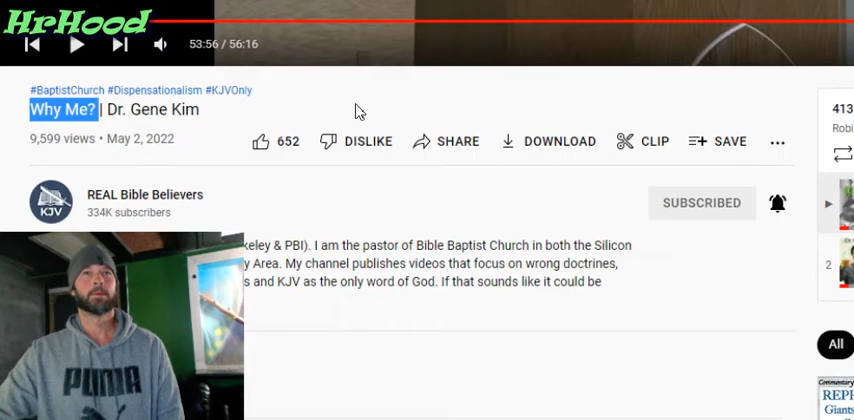 HrHood
53:56 / 56:16
#BaptistChurch #Dispensationalism #KJVOnly
Why Me? | Dr. Gene Kim
9,599 views • May 2, 2022
652
DISLIKE
SHARE
DOWNLOAD
CLIP
SAVE
413
Robi
KJV
REAL Bible Believers
334K subscribers
SUBSCRIBED
keley & PBI). I am the pastor of Bible Baptist Church in both the Silicon
y Area. My channel publishes videos that focus on wrong doctrines,
s and KJV as the only word of God. If that sounds like it could be
2
All
PUMA
Commentary
REPH
Giants